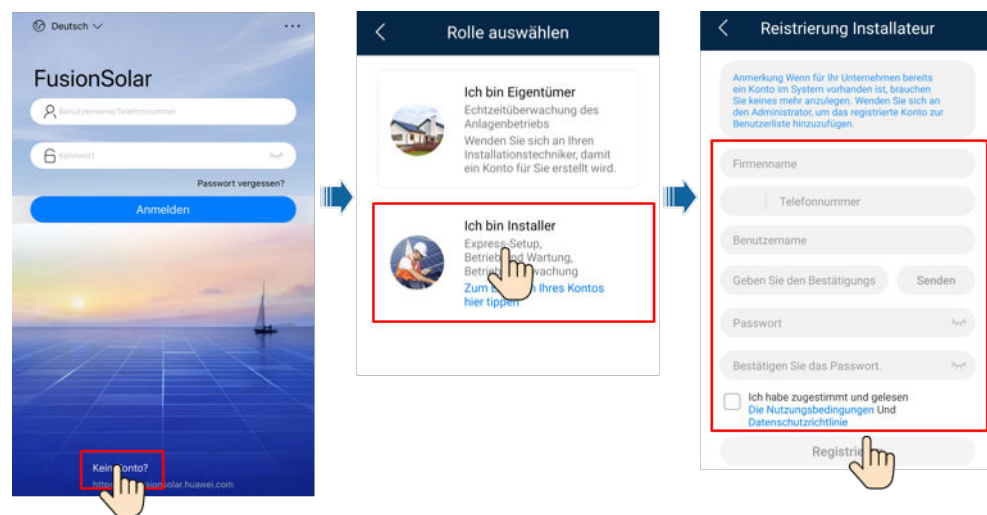 Deutsch
FusionSolar
Benutzername/Telefonnummer
Kennwort
Passwort vergessen?
Anmelden
Kein
solar.huawei.com
Rolle auswählen
Ich bin Eigentümer
Echtzeitüberwachung des
Anlagenbetriebs
Wenden Sie sich an Ihren
Installationstechniker, damit
ein Konto für Sie erstellt wird.
Ich bin Installer
Express-Setup,
Betrieb und Wartung,
Zum Ihres Kontos
hier tippen
Reistrierung Installateur
Anmerkung Wenn für Ihr Unternehmen bereits
ein Konto im System vorhanden ist, brauchen
Sie keines mehr anzulegen. Wenden Sie sich an
den Administrator, um das registrierte Konto zur
Benutzerliste hinzuzufügen.
Firmenname
Telefonnummer
Benutzername
Geben Sie den Bestätigungs Senden
Passwort
Bestätigen Sie das Passwort.
Ich habe zugestimmt und gelesen
Die Nutzungsbedingungen Und
Datenschutzrichtlinie
Registrie